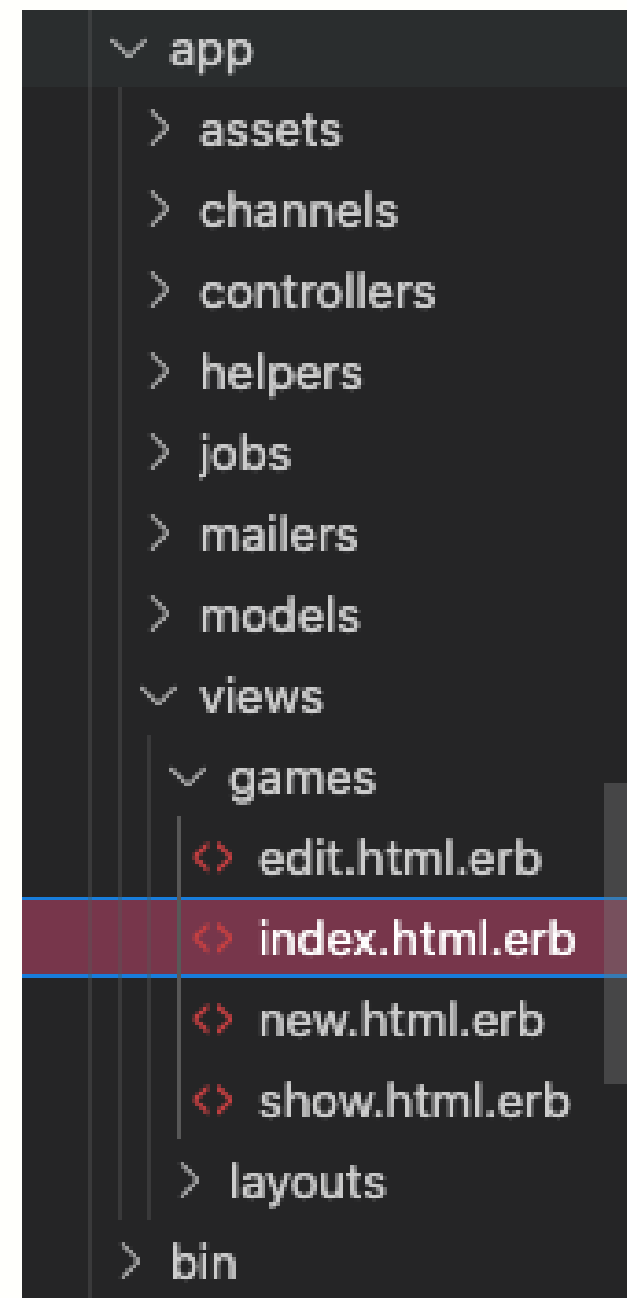 app
assets
channels
controllers
helpers
jobs
mailers
models
views
games
edit.html.erb
index.html.erb
new.html.erb
show.html.erb
layouts
bin